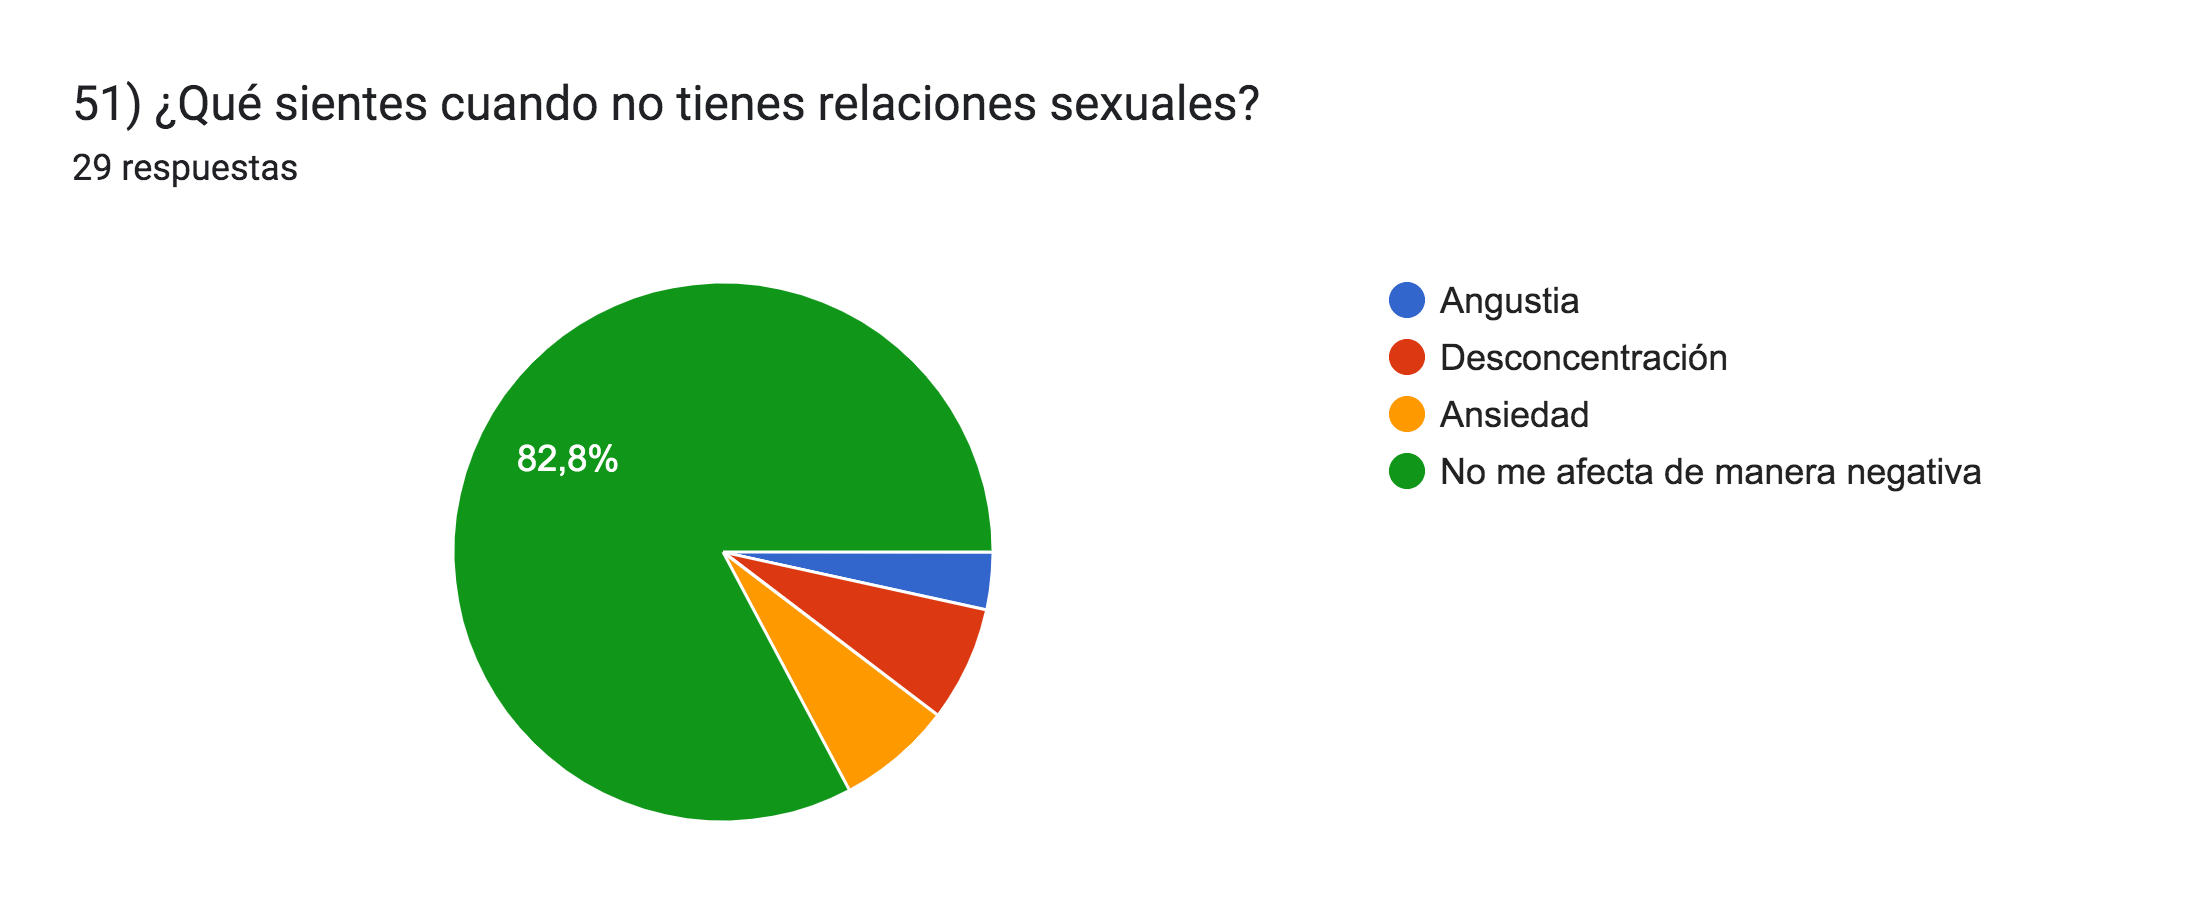 51) ¿Qué sientes cuando no tienes relaciones sexuales?
29 respuestas
82,8%
Angustia
Desconcentración
Ansiedad
No me afecta de manera negativa